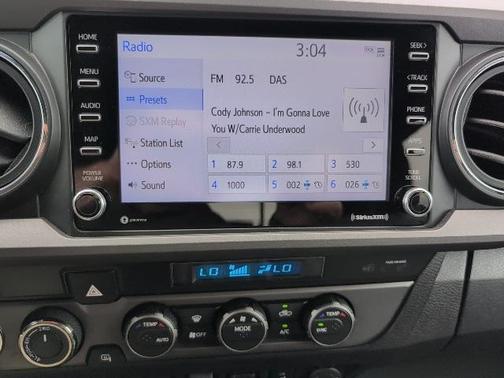 HOME
MENU
AUDIO
MAP
POWER
VOLUME
Radio
3:04
Source
Presets
SXM Replay
Station List
Options
Sound
FM 92.5 DAS
Cody Johnson – I'm Gonna Love
You W/Carrie Underwood
1 87.9 2 98.1 3 530
4 1000 5 002 6 026
SEEK>
<TRACK
PHONE
APPS
TUNE
SCROLL
SiriusXM
LO LO
TEMP
AUTO
OFF
MODE
A/C
TEMP
SYNC